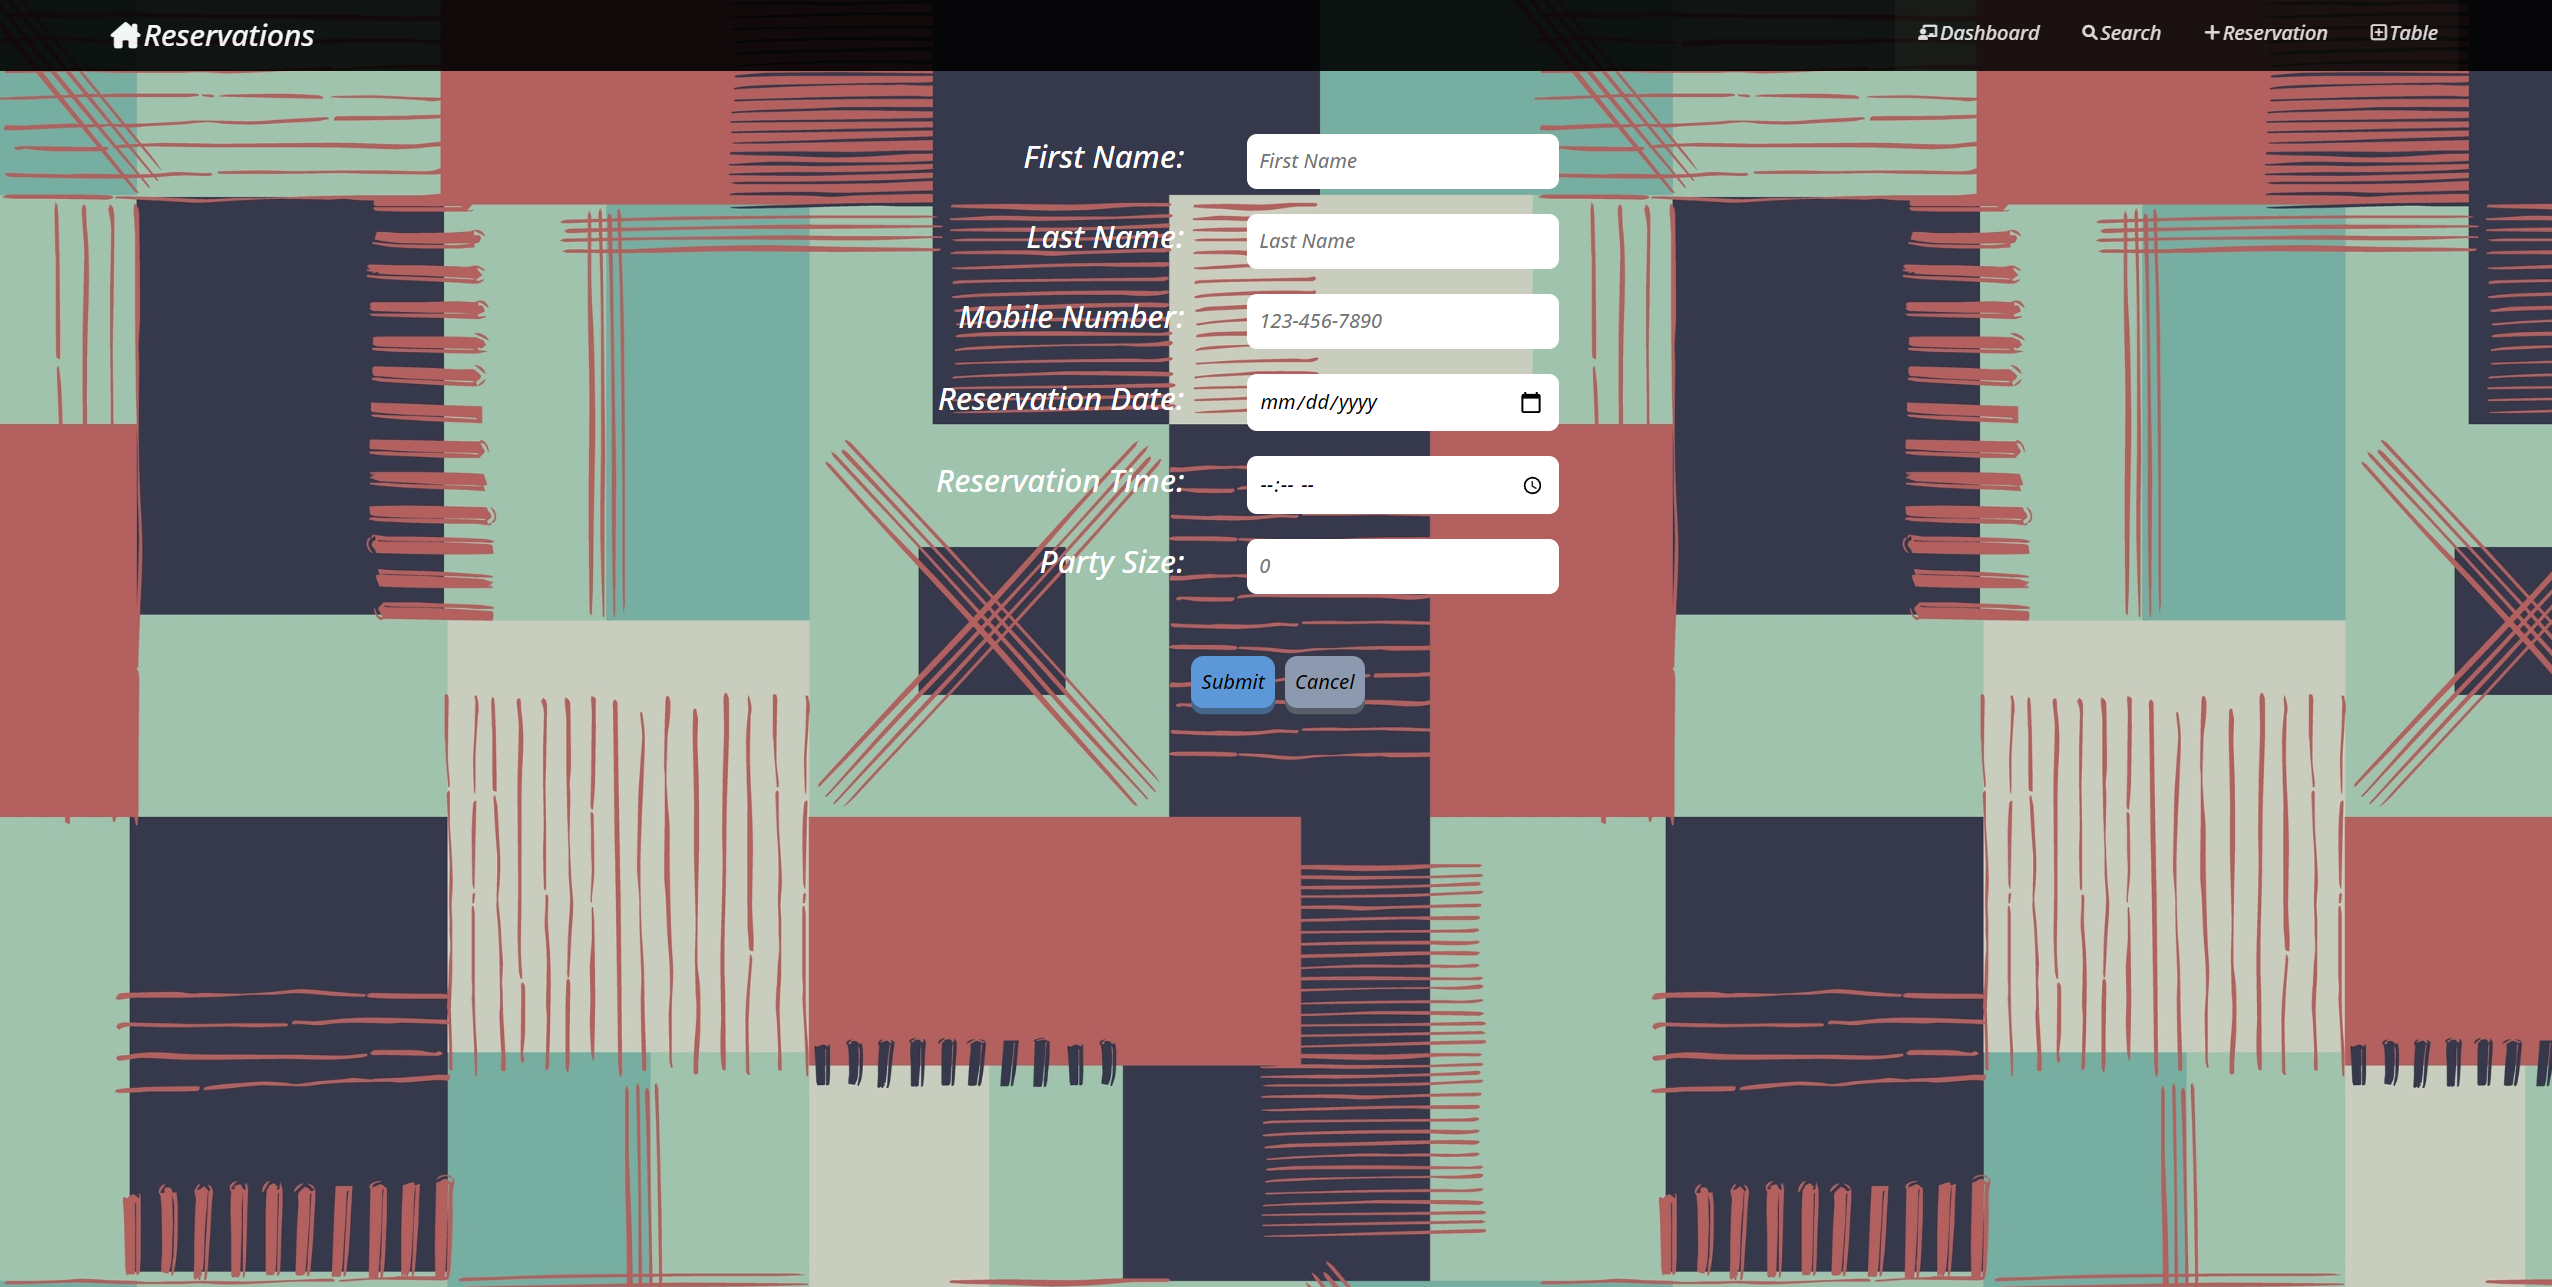 Reservations
Dashboard Search Reservation Table
First Name: First Name
Last Name: Last Name
Mobile Number: 123-456-7890
Reservation Date: mm/dd/yyyy
Reservation Time: --:-- --
Party Size: 0
Submit Cancel